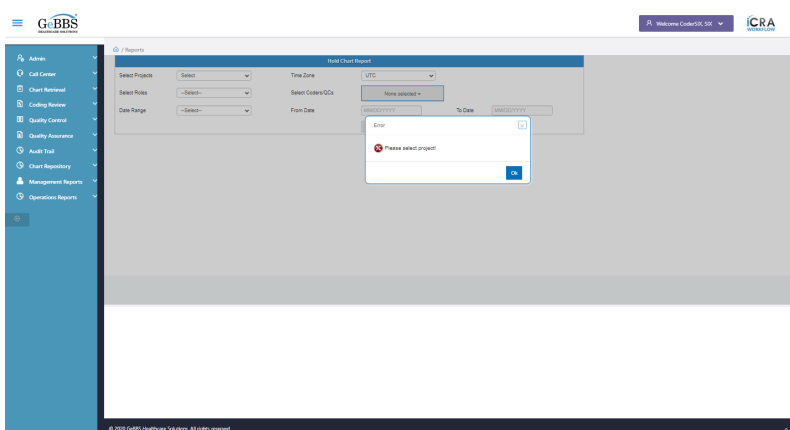 GeBBS
HEALTHCARE SOLUTIONS
Welcome CoderSIX, SIX
iCRA
WORKFLOW
/ Reports
Admin
Call Center
Chart Retrieval
Coding Review
Quality Control
Quality Assurance
Audit Trail
Chart Repository
Management Reports
Operations Reports
Hold Chart Report
Select Projects Select Time Zone UTC
Select Roles --Select-- Select Coders/QCs None selected
Date Range --Select-- From Date MM/DD/YYYY To Date MM/DD/YYYY
Error x
Please select project!
Ok
© 2020 GeBBS Healthcare Solutions. All rights reserved